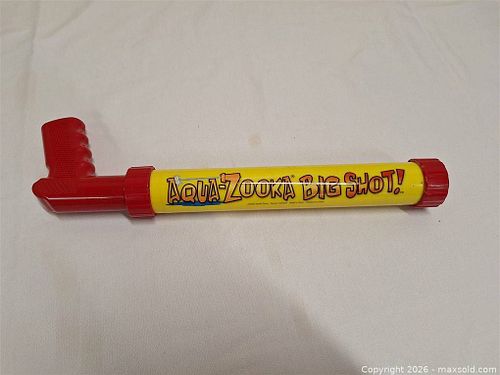 AQUA-ZOOKA BIG SHOT!
Copyright 2026 - maxsold.com